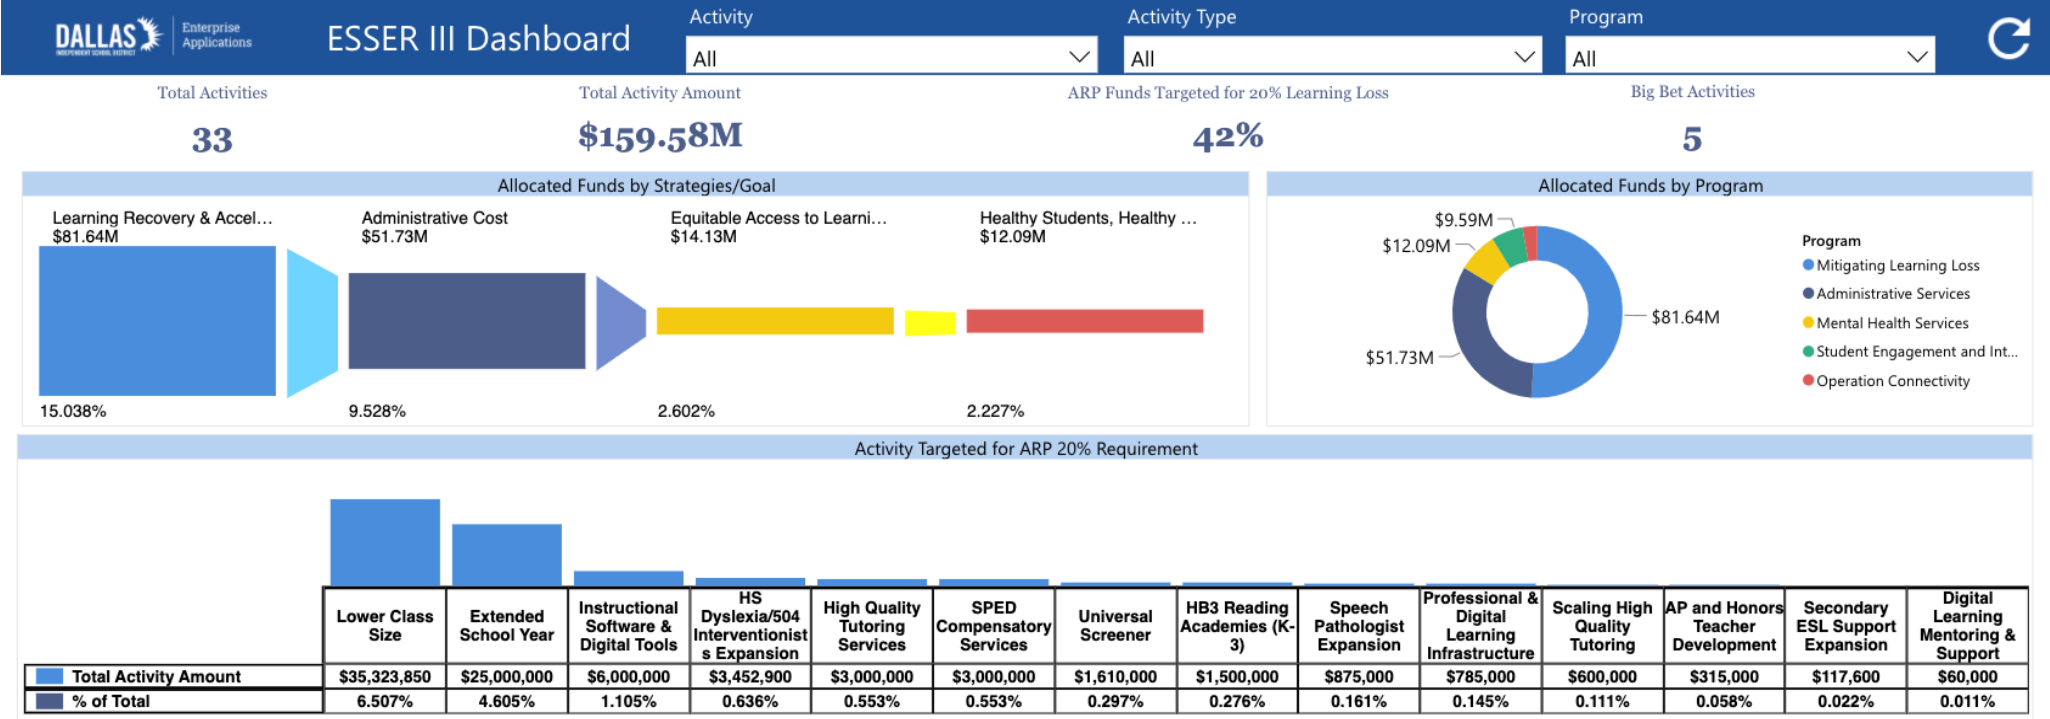 DALLAS
INDEPENDENT SCHOOL DISTRICT
Enterprise
Applications
ESSER III Dashboard
Activity
All
Activity Type
All
Program
All
Total Activities
33
Total Activity Amount
$159.58M
ARP Funds Targeted for 20% Learning Loss
42%
Big Bet Activities
5
Allocated Funds by Strategies/Goal
Learning Recovery & Accel...
$81.64M
15.038%
Administrative Cost
$51.73M
9.528%
Equitable Access to Learni...
$14.13M
2.602%
Healthy Students, Healthy ...
$12.09M
2.227%
Allocated Funds by Program
$9.59M
$12.09M
$51.73M
$81.64M
Program
Mitigating Learning Loss
Administrative Services
Mental Health Services
Student Engagement and Int...
Operation Connectivity
Activity Targeted for ARP 20% Requirement
Lower Class
Size
Extended
School Year
Instructional
Software &
Digital Tools
HS
Dyslexia/504
Interventionist
s Expansion
High Quality
Tutoring
Services
SPED
Compensatory
Services
Universal
Screener
HB3 Reading
Academies (K-
3)
Speech
Pathologist
Expansion
Professional &
Digital
Learning
Infrastructure
Scaling High
Quality
Tutoring
AP and Honors
Teacher
Development
Secondary
ESL Support
Expansion
Digital
Learning
Mentoring &
Support
Total Activity Amount $35,323,850 $25,000,000 $6,000,000 $3,452,900 $3,000,000 $3,000,000 $1,610,000 $1,500,000 $875,000 $785,000 $600,000 $315,000 $117,600 $60,000
% of Total 6.507% 4.605% 1.105% 0.636% 0.553% 0.553% 0.297% 0.276% 0.161% 0.145% 0.111% 0.058% 0.022% 0.011%